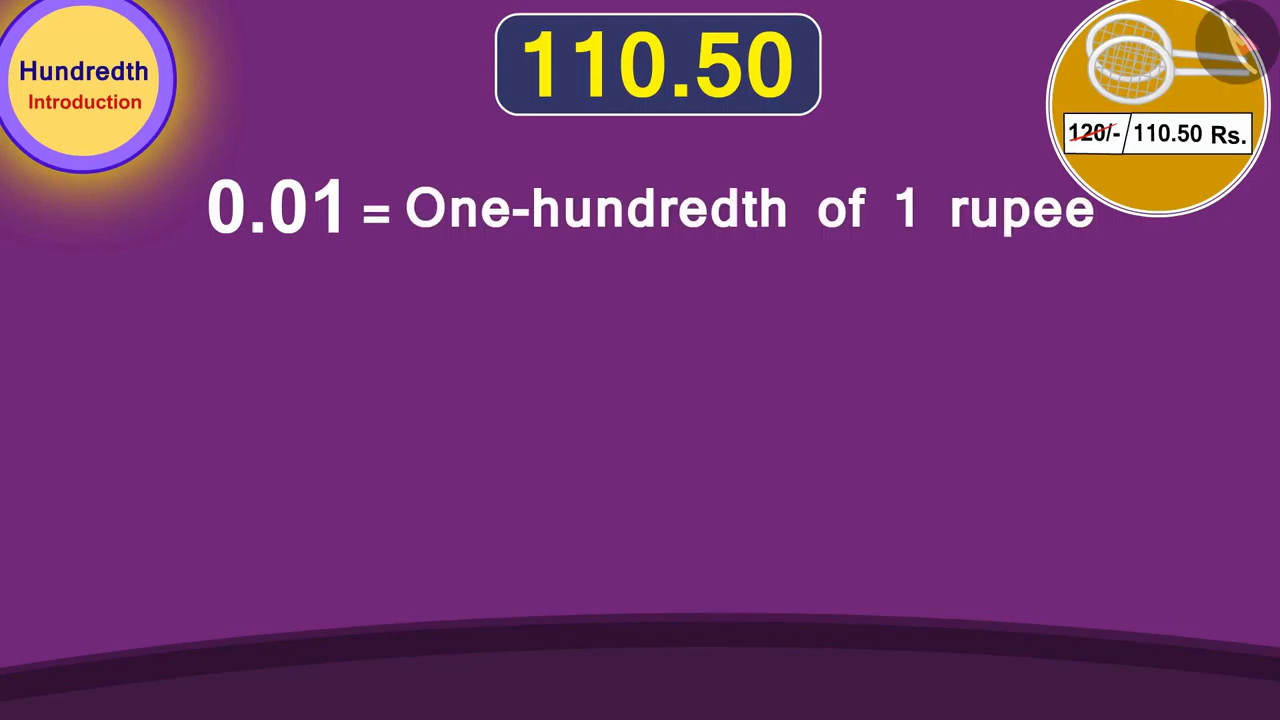 Hundredth
Introduction
110.50
120/- 110.50 Rs.
0.01 = One-hundredth of 1 rupee